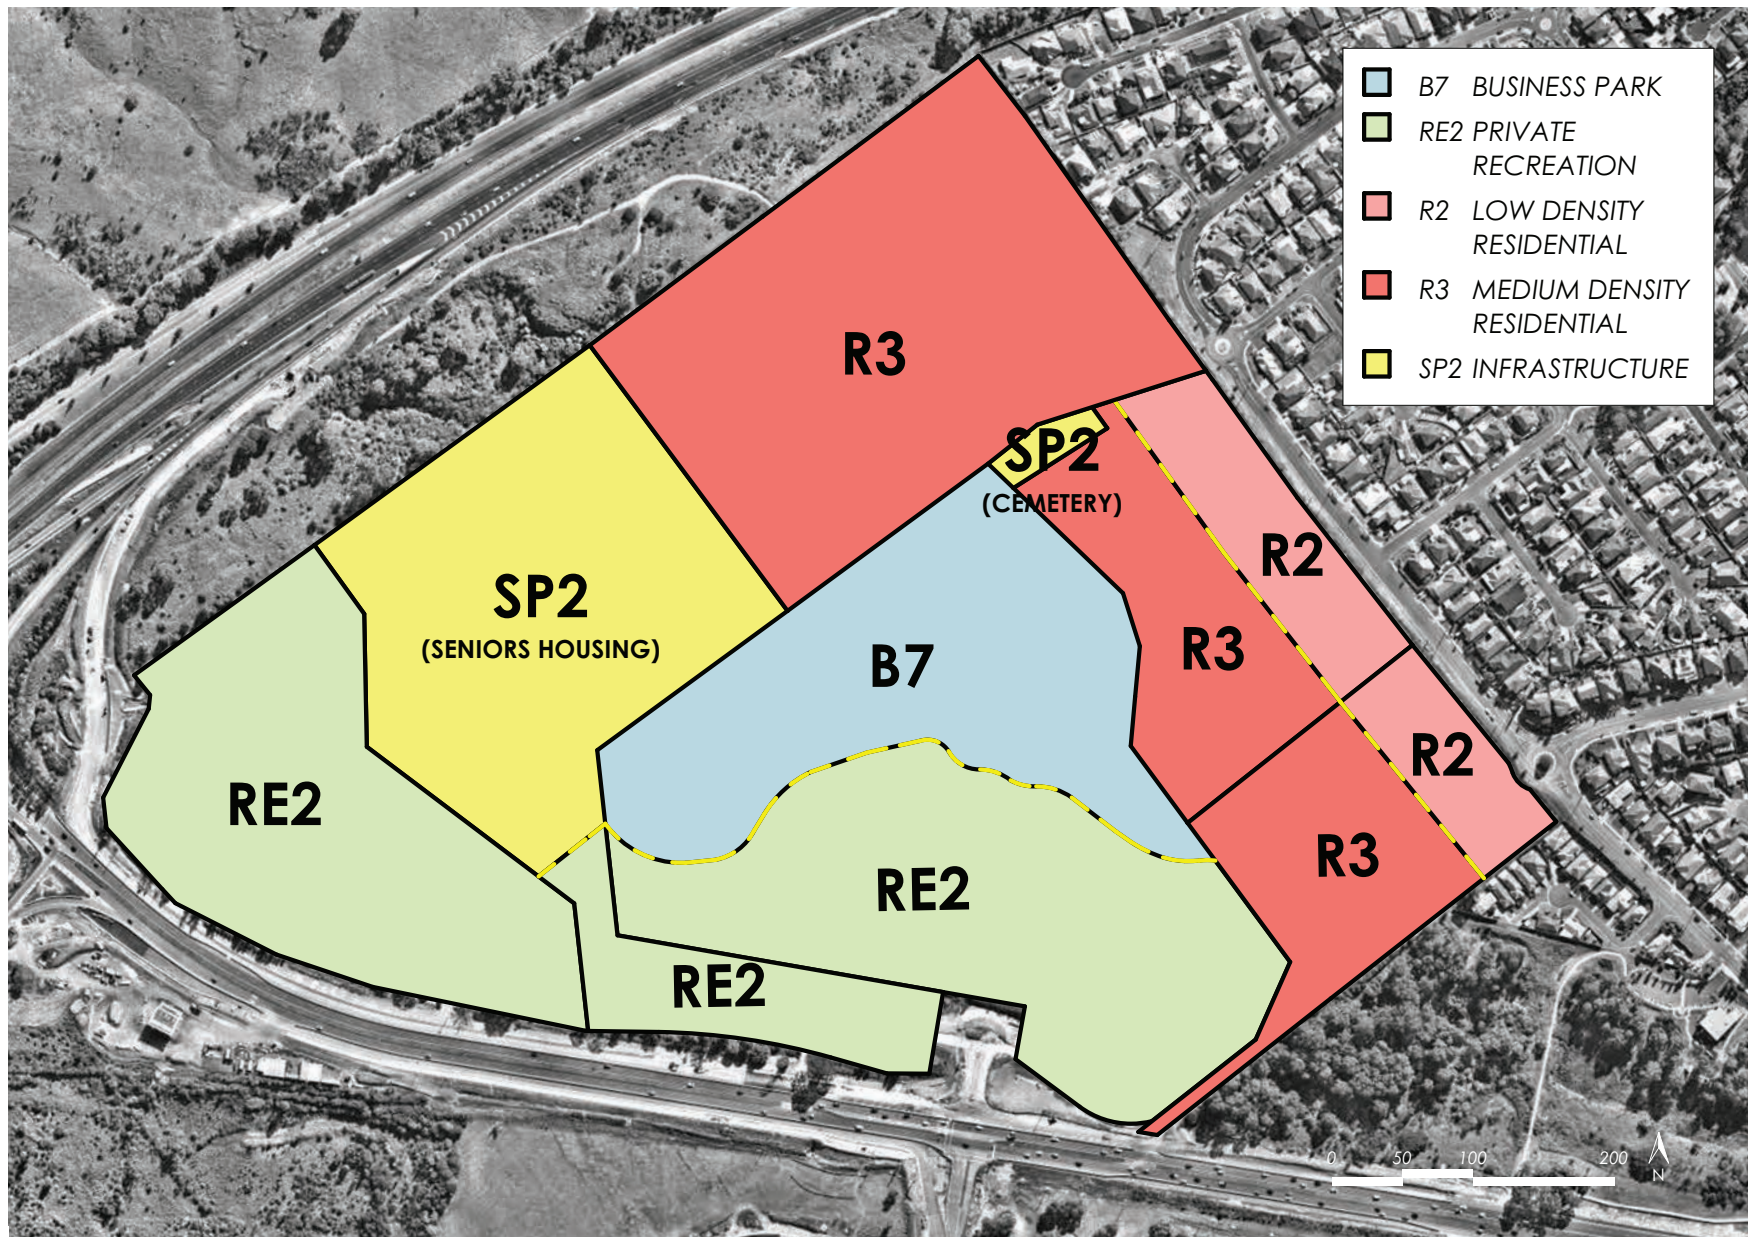 B7 BUSINESS PARK
RE2 PRIVATE
RECREATION
R2 LOW DENSITY
RESIDENTIAL
R3 MEDIUM DENSITY
RESIDENTIAL
SP2 INFRASTRUCTURE
R3
SP2
(CEMETERY)
R2
SP2
(SENIORS HOUSING)
B7
R3
R2
RE2
R3
RE2
RE2
0 50 100 200
N